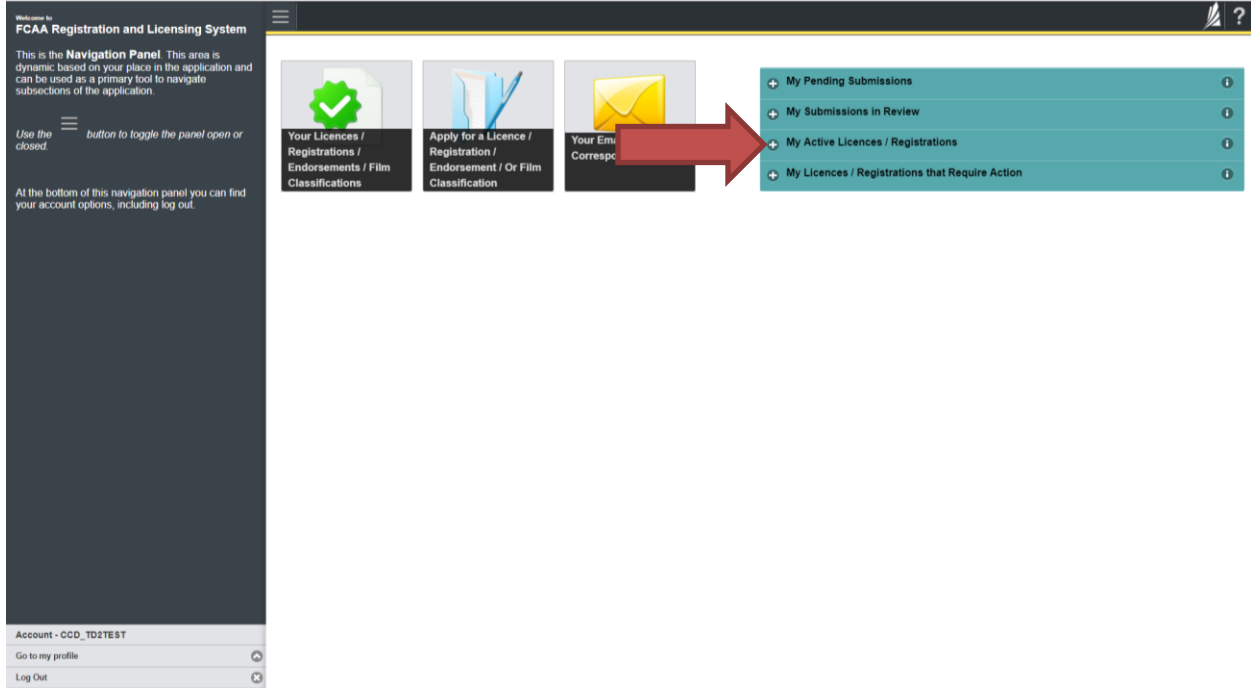 Welcome to
FCAA Registration and Licensing System
This is the Navigation Panel. This area is
dynamic based on your place in the application and
can be used as a primary tool to navigate
subsections of the application.
Use the button to toggle the panel open or
closed.
At the bottom of this navigation panel you can find
your account options, including log out.
Account - CCD_TD2TEST
Go to my profile
Log Out
?
Your Licences /
Registrations /
Endorsements / Film
Classifications
Apply for a Licence /
Registration /
Endorsement / Or Film
Classification
Your
My Pending Submissions
My Submissions in Review
My Active Licences / Registrations
My Licences / Registrations that Require Action